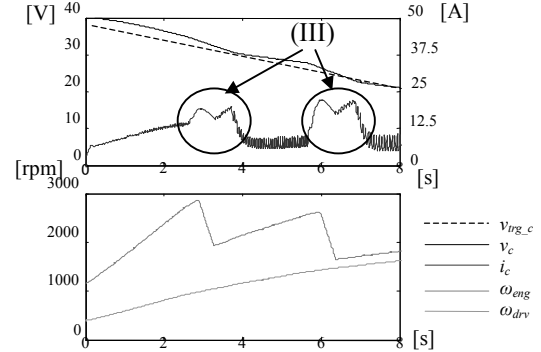 [V] (III) [A]
40 50
30 37.5
20 25
10 12.5
0 0
0 2 4 6 8
[rpm] [s]
3000
2000
1000
0
0 2 4 6 8 [s]
v_trg_c
v_c
i_c
ω_eng
ω_drv